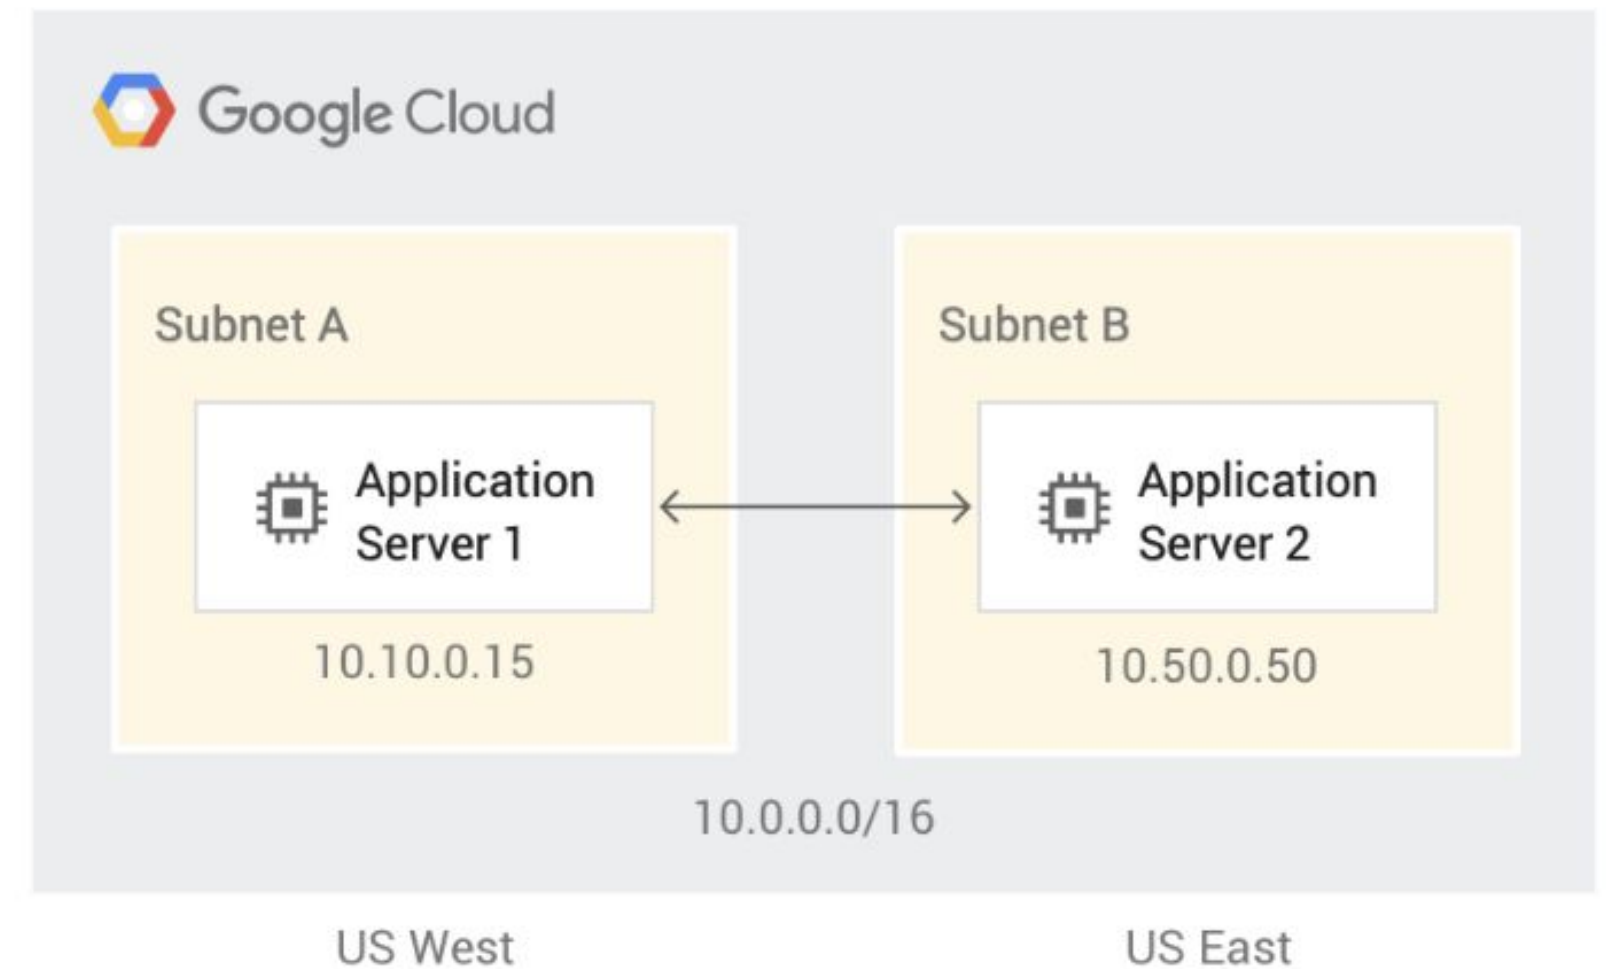 Google Cloud
Subnet A
Subnet B
Application
Server 1
Application
Server 2
10.10.0.15
10.50.0.50
10.0.0.0/16
US West
US East